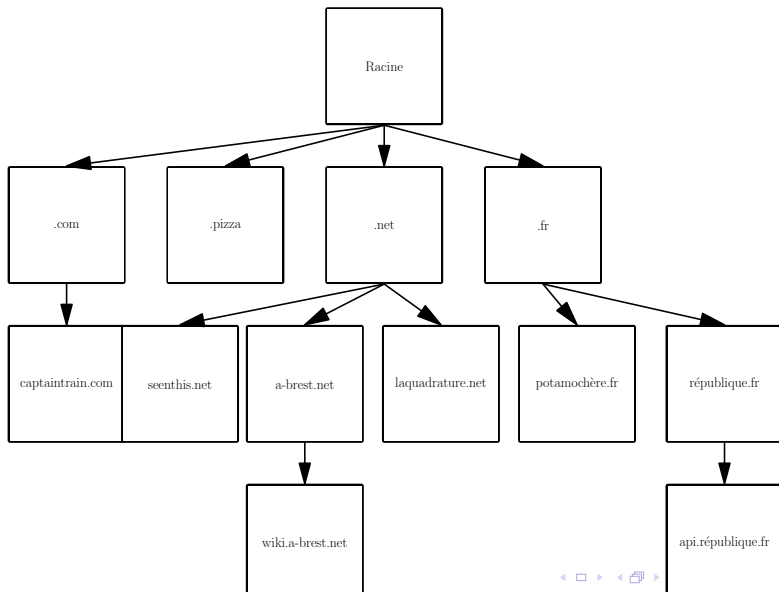 Racine
.com
.pizza
.net
.fr
captaintrain.com
seenthis.net
a-brest.net
laquadrature.net
potamochère.fr
république.fr
wiki.a-brest.net
api.république.fr